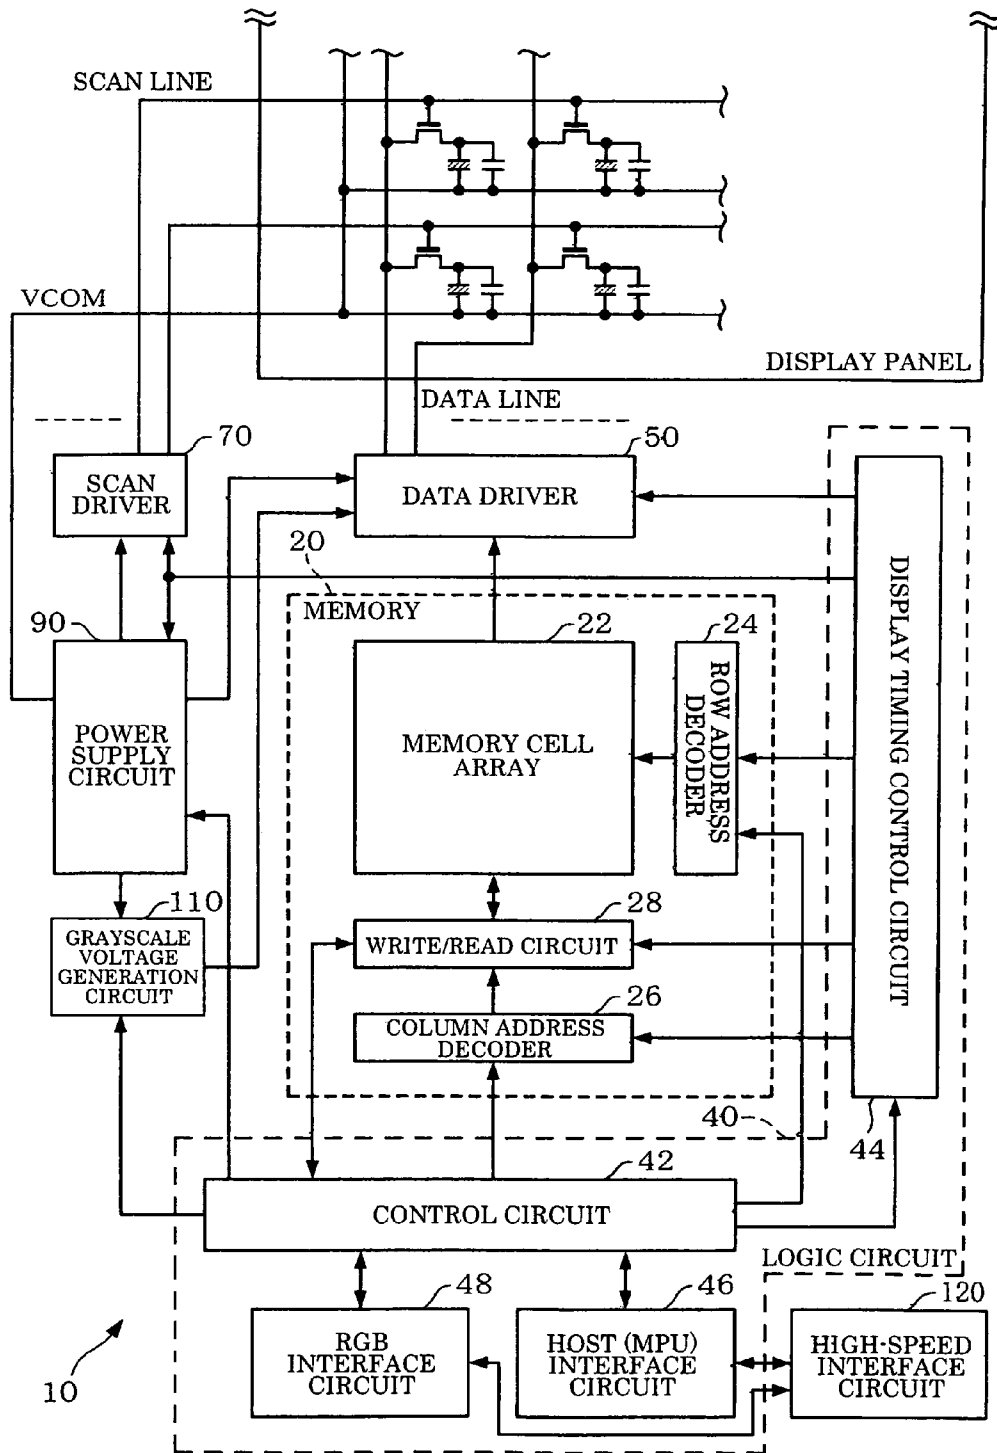 SCAN LINE
VCOM
DISPLAY PANEL
DATA LINE
70
50
SCAN
DRIVER
DATA DRIVER
20
MEMORY
90
22
24
POWER
SUPPLY
CIRCUIT
MEMORY CELL
ARRAY
ROW ADDRESS
DECODER
DISPLAY TIMING CONTROL CIRCUIT
110
28
GRAYSCALE
VOLTAGE
GENERATION
CIRCUIT
WRITE/READ CIRCUIT
26
COLUMN ADDRESS
DECODER
40
44
42
CONTROL CIRCUIT
LOGIC CIRCUIT
48
46
120
RGB
INTERFACE
CIRCUIT
HOST (MPU)
INTERFACE
CIRCUIT
HIGH-SPEED
INTERFACE
CIRCUIT
10